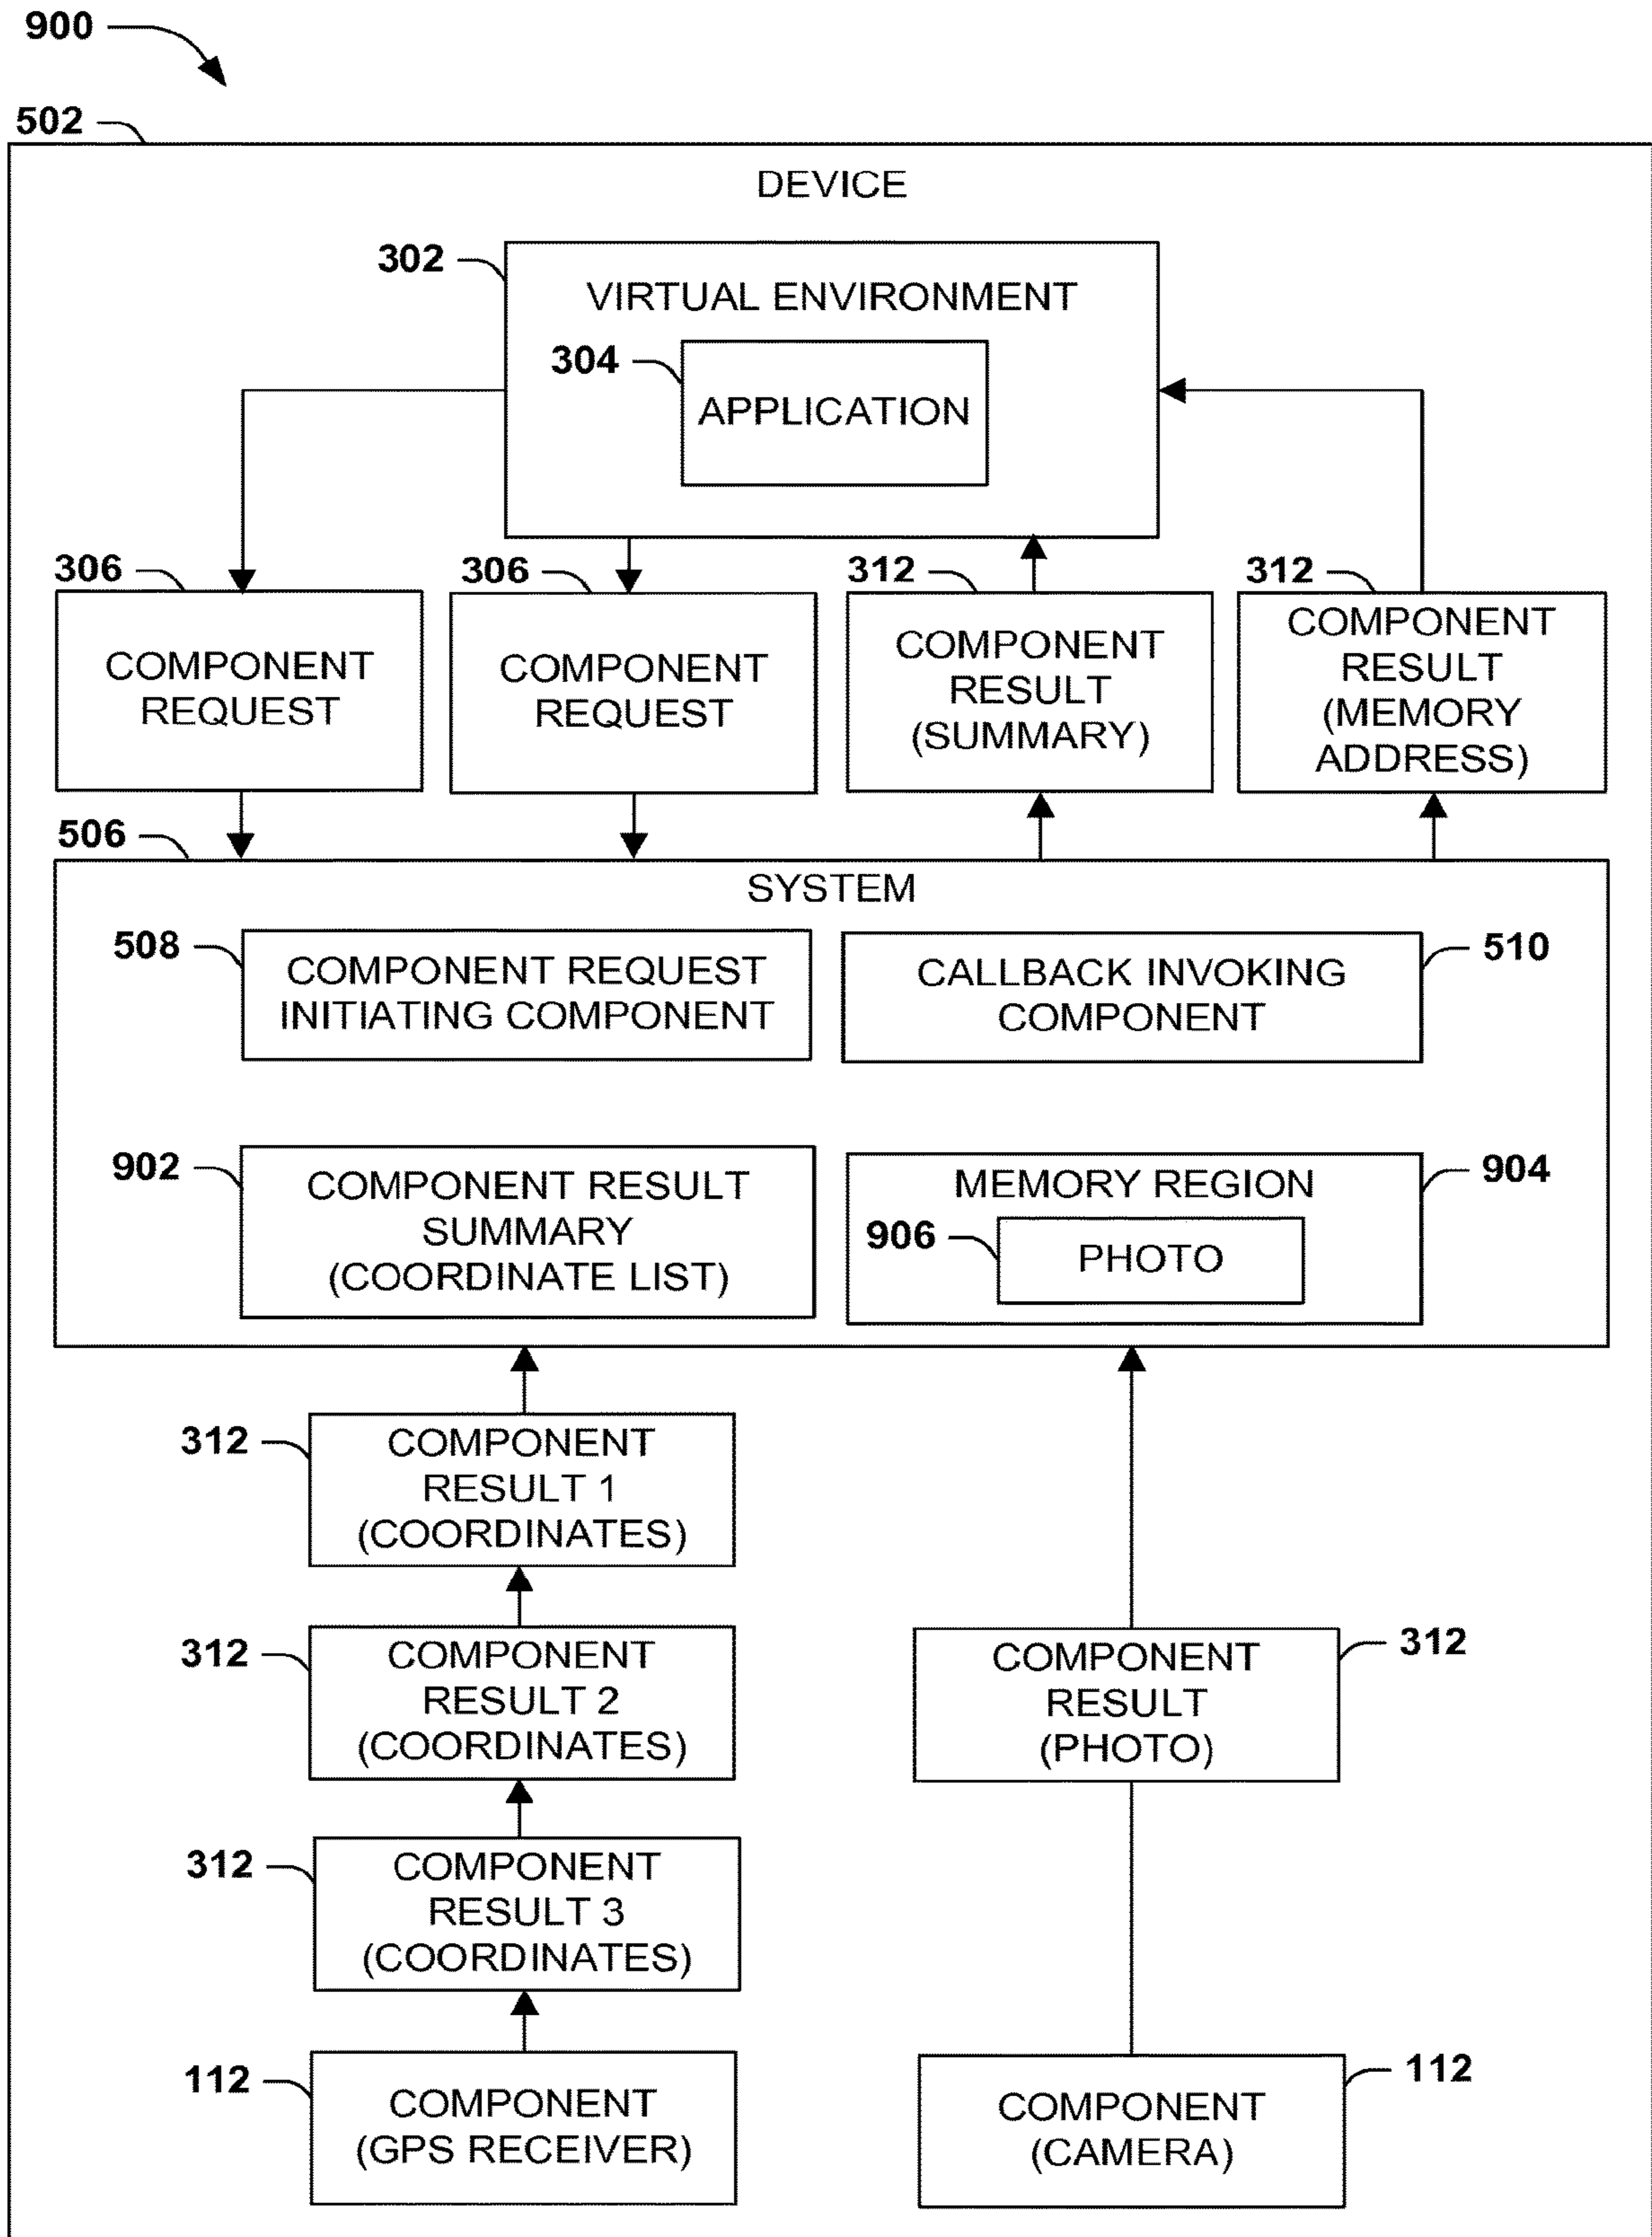 900
502
DEVICE
302
VIRTUAL ENVIRONMENT
304
APPLICATION
306
COMPONENT
REQUEST
306
COMPONENT
REQUEST
312
COMPONENT
RESULT
(SUMMARY)
312
COMPONENT
RESULT
(MEMORY
ADDRESS)
506
SYSTEM
508
COMPONENT REQUEST
INITIATING COMPONENT
CALLBACK INVOKING
COMPONENT
510
902
COMPONENT RESULT
SUMMARY
(COORDINATE LIST)
MEMORY REGION
904
906
PHOTO
312
COMPONENT
RESULT 1
(COORDINATES)
312
COMPONENT
RESULT 2
(COORDINATES)
COMPONENT
RESULT
(PHOTO)
312
312
COMPONENT
RESULT 3
(COORDINATES)
112
COMPONENT
(GPS RECEIVER)
COMPONENT
(CAMERA)
112